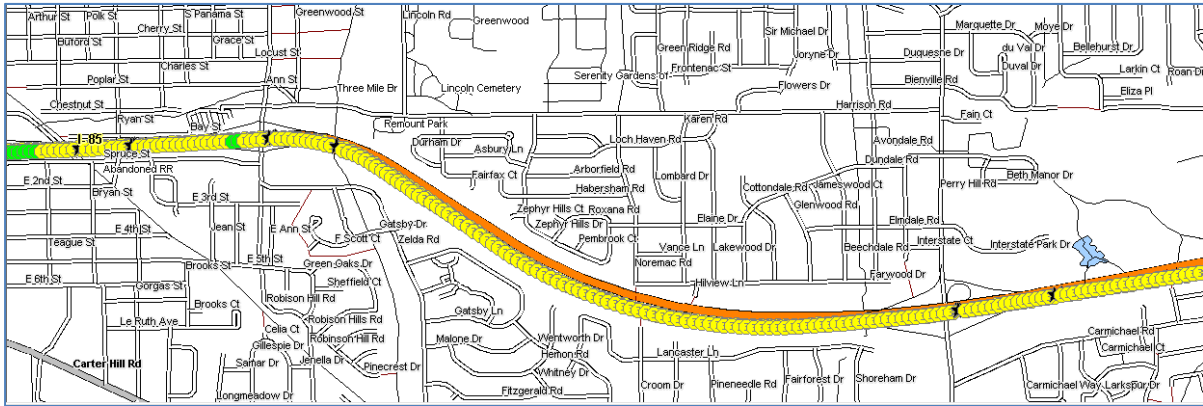 Arthur St
Polk St
S Panama St
Greenwood St
Lincoln Rd
Greenwood
Sir Michael Dr
Marquette Dr
Moye Dr
Cherry St
Buford St
Grace St
Locust St
Green Ridge Rd
Joryne Dr
Duquesne Dr
du Val Dr
Bellehurst Dr
Duval Dr
Charles St
Frontenac St
Serenity Gardens of
Larkin Ct
Roan Dr
Poplar St
Ann St
Three Mile Br
Lincoln Cemetery
Flowers Dr
Bienville Rd
Eliza Pl
Chestnut St
Harrison Rd
Ryan St
Bay St
Remount Park
Karen Rd
Fain Ct
I-85
Durham Dr
Asbury Ln
Loch Haven Rd
Avondale Rd
Spruce St
Dundale Rd
Abandoned RR
Fairfax Ct
Arborfield Rd
Lombard Dr
Beth Manor Dr
E 2nd St
Bryan St
E 3rd St
Habersham Rd
Cottondale Rd
Jameswood Ct
Perry Hill Rd
Zephyr Hills Ct
Roxana Rd
Glenwood Rd
E 4th St
Jean St
E Ann St
Gatsby Dr
Zephyr Hills Dr
Elaine Dr
Elmdale Rd
Teague St
F Scott Ct
Zelda Rd
Pembrook Ct
Vance Ln
Lakewood Dr
Beechdale Rd
Interstate Ct
Interstate Park Dr
Brooks St
E 5th St
Green Oaks Dr
Noremac Rd
E 6th St
Gorgas St
Sheffield Ct
Hilview Ln
Farwood Dr
Brooks Ct
Robison Hill Rd
Gatsby Ln
Le Ruth Ave
Robison Hills Rd
Celia Ct
Robinson Hill Rd
Malone Dr
Wentworth Dr
Carmichael Rd
Gillespie Dr
Hernon Rd
Lancaster Ln
Carmichael Ct
Carter Hill Rd
Samar Dr
Jenella Dr
Pinecrest Dr
Whitney Dr
Croom Dr
Pineneedle Rd
Fairforest Dr
Shoreham Dr
Longmeadow Dr
Fitzgerald Rd
Carmichael Way
Larkspur Dr